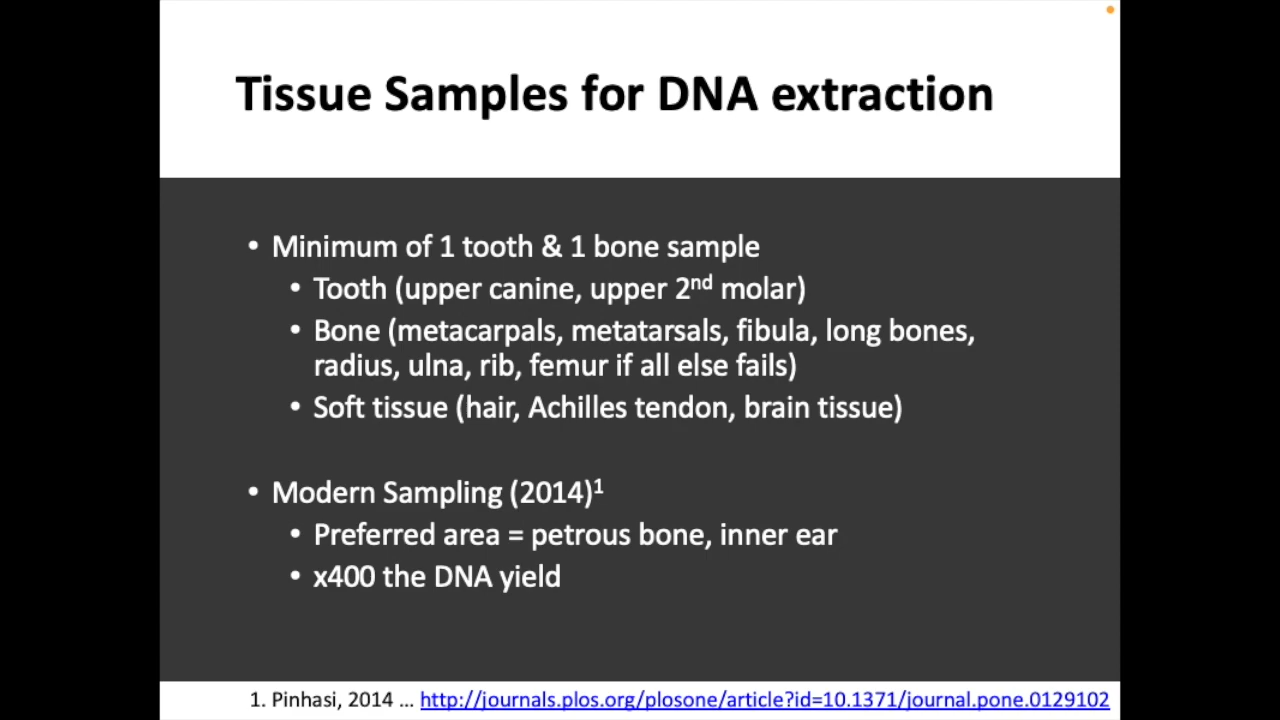 Tissue Samples for DNA extraction
• Minimum of 1 tooth & 1 bone sample
• Tooth (upper canine, upper 2nd molar)
• Bone (metacarpals, metatarsals, fibula, long bones,
radius, ulna, rib, femur if all else fails)
• Soft tissue (hair, Achilles tendon, brain tissue)
• Modern Sampling (2014)1
• Preferred area = petrous bone, inner ear
• x400 the DNA yield
1. Pinhasi, 2014 ... http://journals.plos.org/plosone/article?id=10.1371/journal.pone.0129102